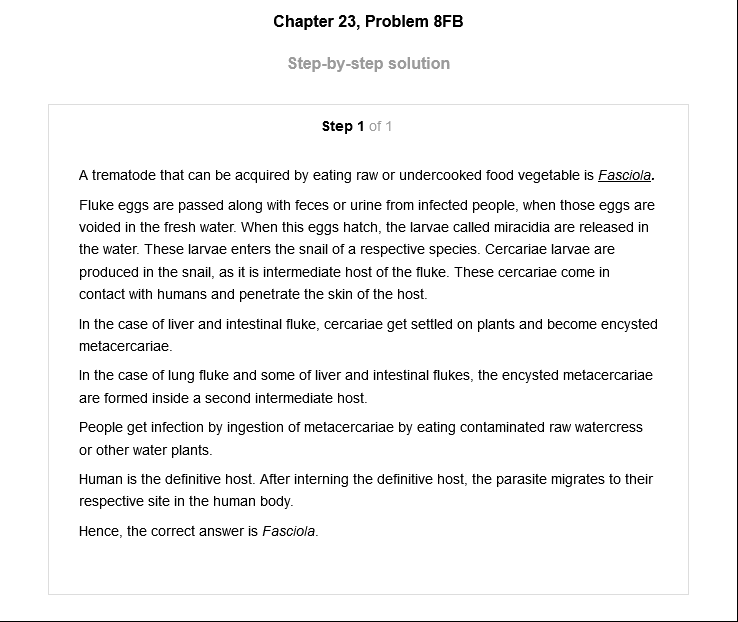 Chapter 23, Problem 8FB
Step-by-step solution
Step 1 of 1
A trematode that can be acquired by eating raw or undercooked food vegetable is Fasciola.
Fluke eggs are passed along with feces or urine from infected people, when those eggs are
voided in the fresh water. When this eggs hatch, the larvae called miracidia are released in
the water. These larvae enters the snail of a respective species. Cercariae larvae are
produced in the snail, as it is intermediate host of the fluke. These cercariae come in
contact with humans and penetrate the skin of the host.
In the case of liver and intestinal fluke, cercariae get settled on plants and become encysted
metacercariae.
In the case of lung fluke and some of liver and intestinal flukes, the encysted metacercariae
are formed inside a second intermediate host.
People get infection by ingestion of metacercariae by eating contaminated raw watercress
or other water plants.
Human is the definitive host. After interning the definitive host, the parasite migrates to their
respective site in the human body.
Hence, the correct answer is Fasciola.